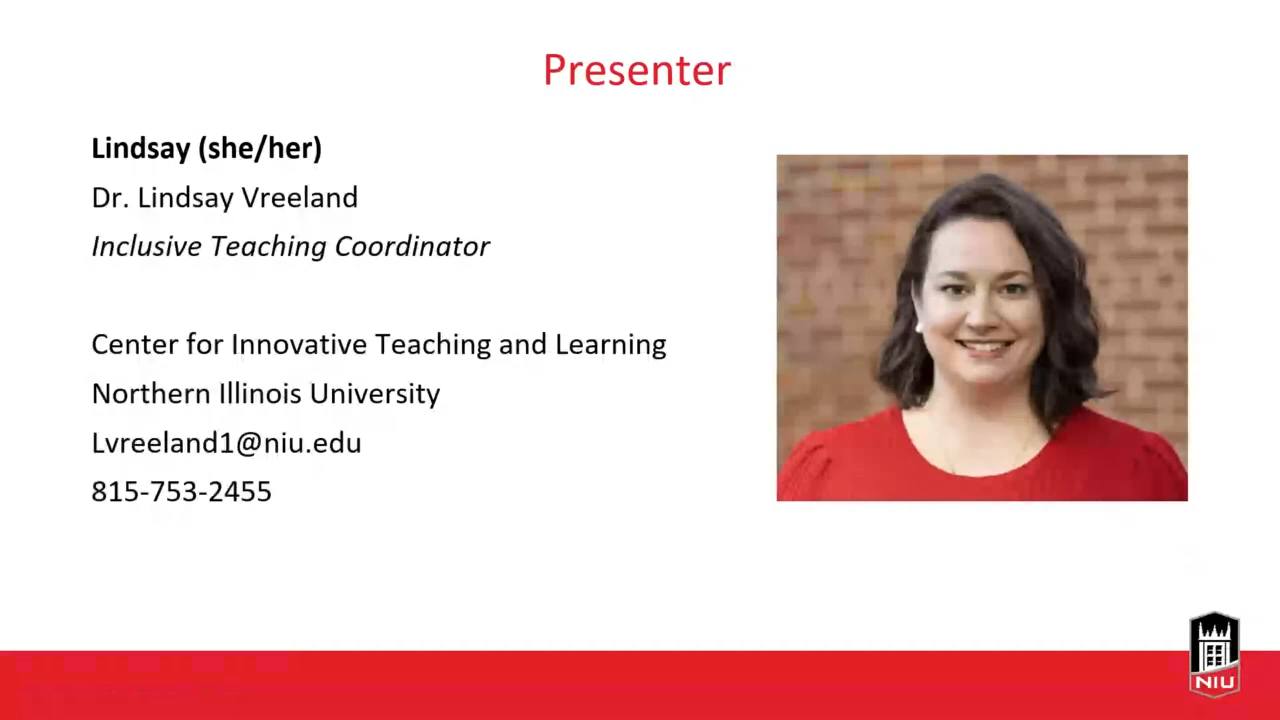 Presenter
Lindsay (she/her)
Dr. Lindsay Vreeland
Inclusive Teaching Coordinator
Center for Innovative Teaching and Learning
Northern Illinois University
Lvreeland1@niu.edu
815-753-2455
NIU